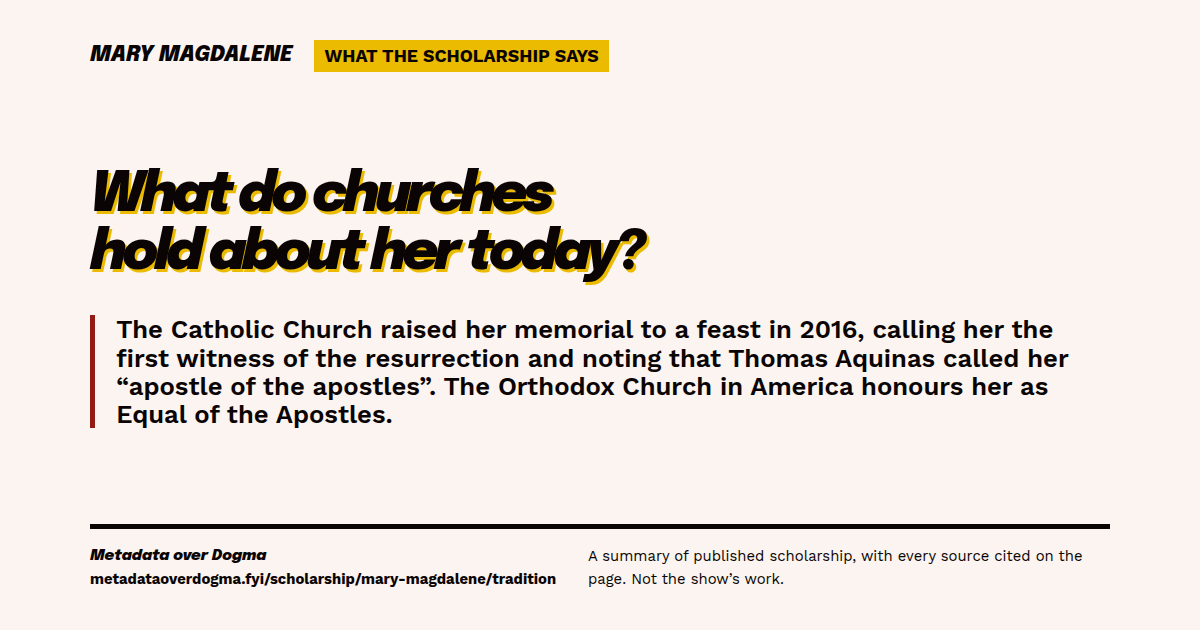 MARY MAGDALENE
WHAT THE SCHOLARSHIP SAYS
What do churches
hold about her today?
The Catholic Church raised her memorial to a feast in 2016, calling her the
first witness of the resurrection and noting that Thomas Aquinas called her
“apostle of the apostles”. The Orthodox Church in America honours her as
Equal of the Apostles.
Metadata over Dogma
metadataoverdogma.fyi/scholarship/mary-magdalene/tradition
A summary of published scholarship, with every source cited on the
page. Not the show’s work.